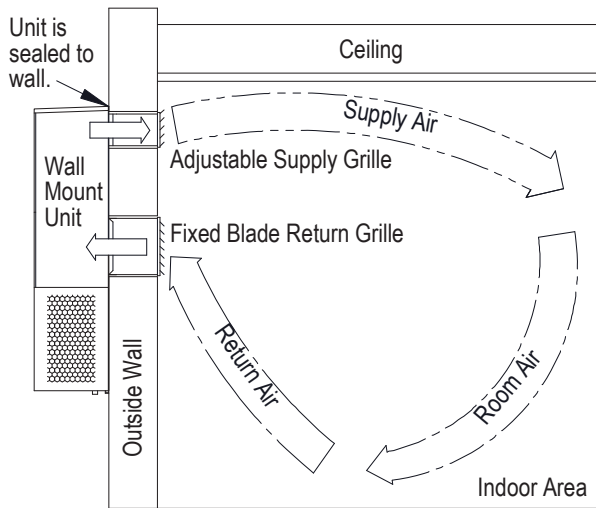 Unit is
sealed to
wall.
Ceiling
Supply Air
Adjustable Supply Grille
Wall
Mount
Unit
Fixed Blade Return Grille
Return Air
Room Air
Outside Wall
Indoor Area